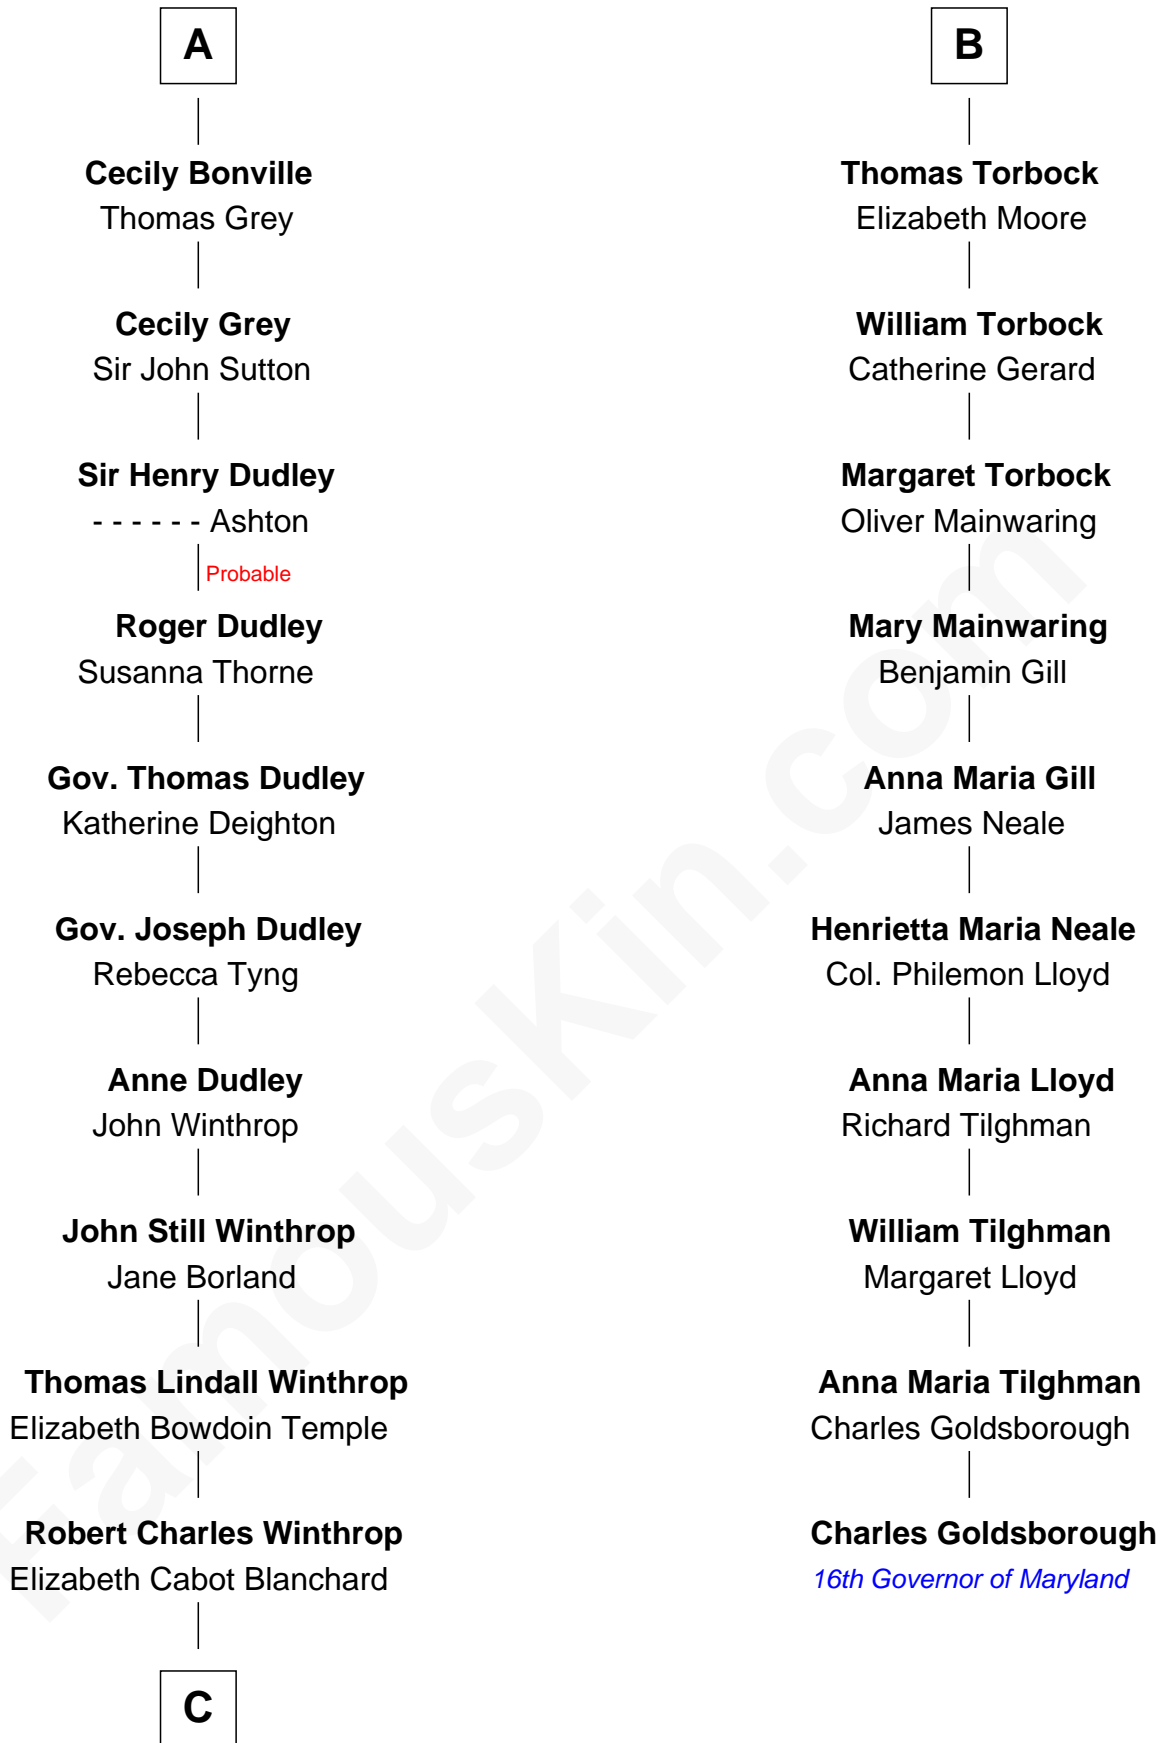 A
Cecily Bonville
Thomas Grey
Cecily Grey
Sir John Sutton
Sir Henry Dudley
- - - - - - Ashton
Probable
Roger Dudley
Susanna Thorne
Gov. Thomas Dudley
Katherine Deighton
Gov. Joseph Dudley
Rebecca Tyng
Anne Dudley
John Winthrop
John Still Winthrop
Jane Borland
Thomas Lindall Winthrop
Elizabeth Bowdoin Temple
Robert Charles Winthrop
Elizabeth Cabot Blanchard
C
B
Thomas Torbock
Elizabeth Moore
William Torbock
Catherine Gerard
Margaret Torbock
Oliver Mainwaring
Mary Mainwaring
Benjamin Gill
Anna Maria Gill
James Neale
Henrietta Maria Neale
Col. Philemon Lloyd
Anna Maria Lloyd
Richard Tilghman
William Tilghman
Margaret Lloyd
Anna Maria Tilghman
Charles Goldsborough
Charles Goldsborough
16th Governor of Maryland
FamousKin.com